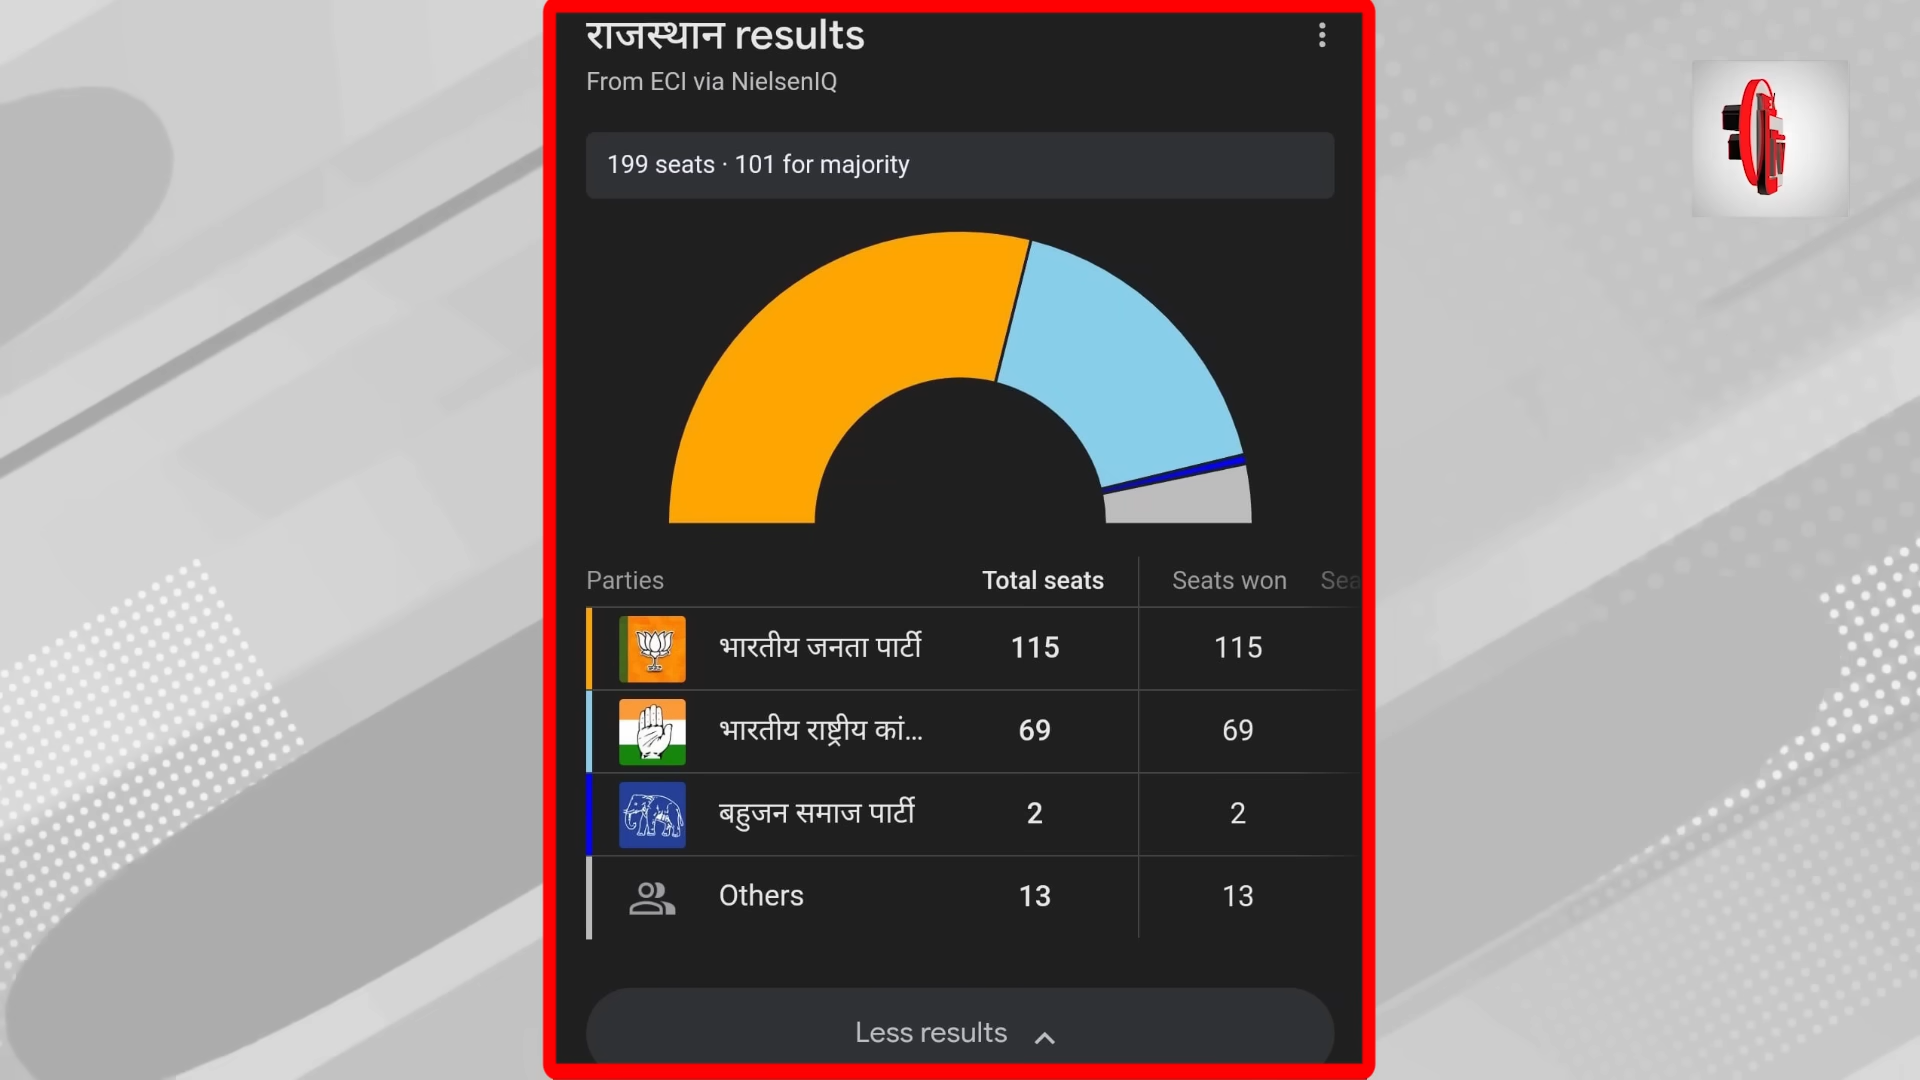 राजस्थान results
From ECI via NielsenIQ
199 seats · 101 for majority
Parties Total seats Seats won Sea
भारतीय जनता पार्टी 115 115
भारतीय राष्ट्रीय कां... 69 69
बहुजन समाज पार्टी 2 2
Others 13 13
Less results